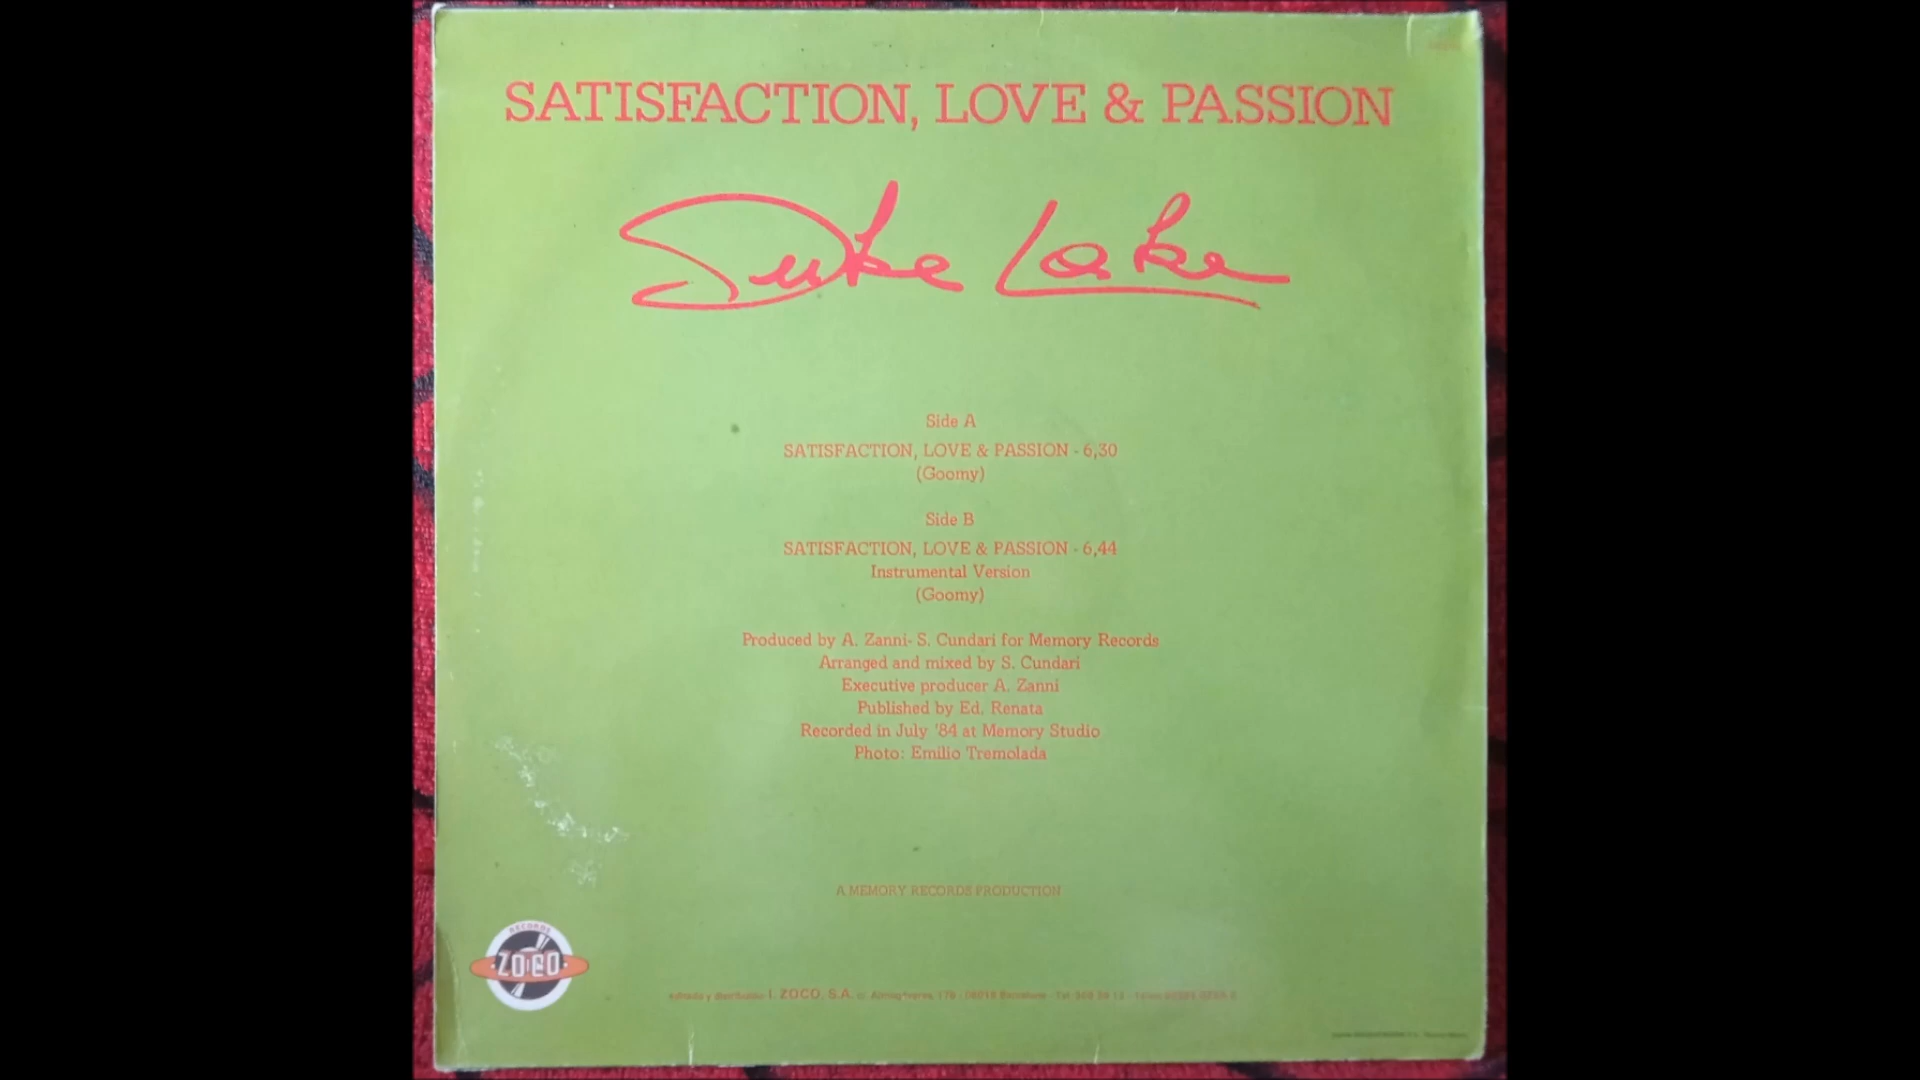 SATISFACTION, LOVE & PASSION
Duke Lake
Side A
SATISFACTION, LOVE & PASSION - 6,30
(Goomy)
Side B
SATISFACTION, LOVE & PASSION - 6,44
Instrumental Version
(Goomy)
Produced by A. Zanni- S. Cundari for Memory Records
Arranged and mixed by S. Cundari
Executive producer A. Zanni
Published by Ed. Renata
Recorded in July '84 at Memory Studio
Photo: Emilio Tremolada
A MEMORY RECORDS PRODUCTION
RECORDS
ZOCO
I. ZOCO, S.A.